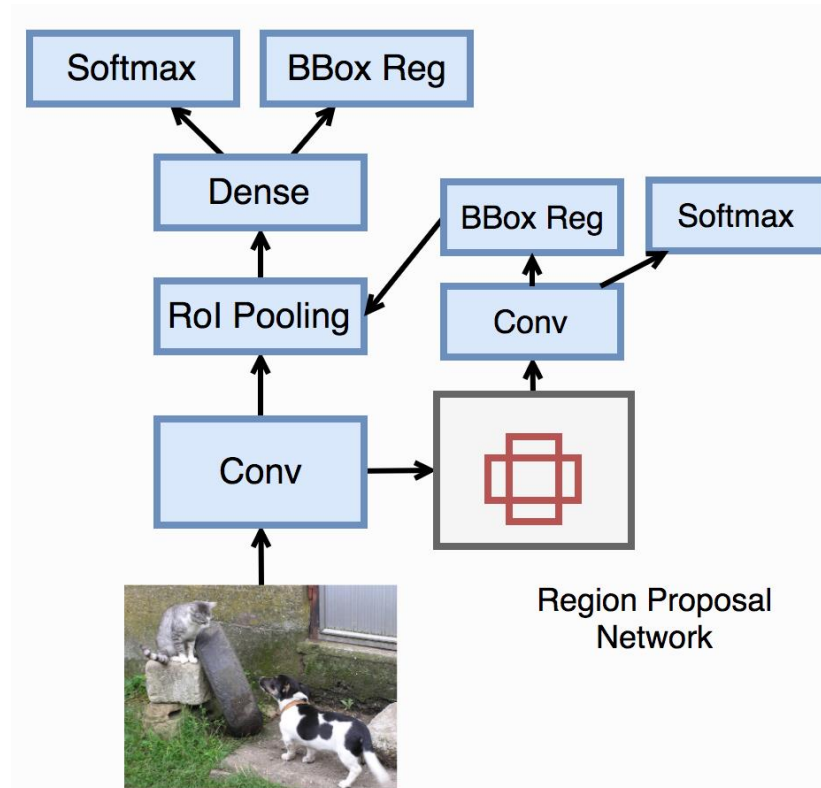 Softmax
BBox Reg
Dense
BBox Reg
Softmax
RoI Pooling
Conv
Conv
Region Proposal
Network